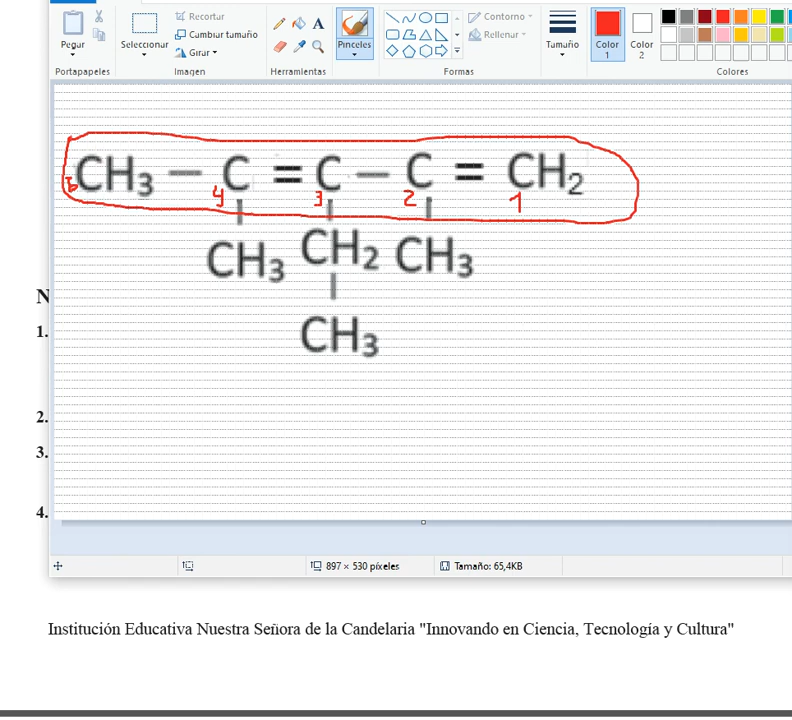 Pegar
Seleccionar
Recortar
Cambiar tamaño
Girar
A
Pinceles
Contorno
Rellenar
Tamaño
Color 1
Color 2
Portapapeles
Imagen
Herramientas
Formas
Colores
CH3 — C = C — C = CH2
4 3 2 1
CH3 CH2 CH3
CH3
N
1.
2.
3.
4.
897 × 530 píxeles
Tamaño: 65,4KB
Institución Educativa Nuestra Señora de la Candelaria "Innovando en Ciencia, Tecnología y Cultura"